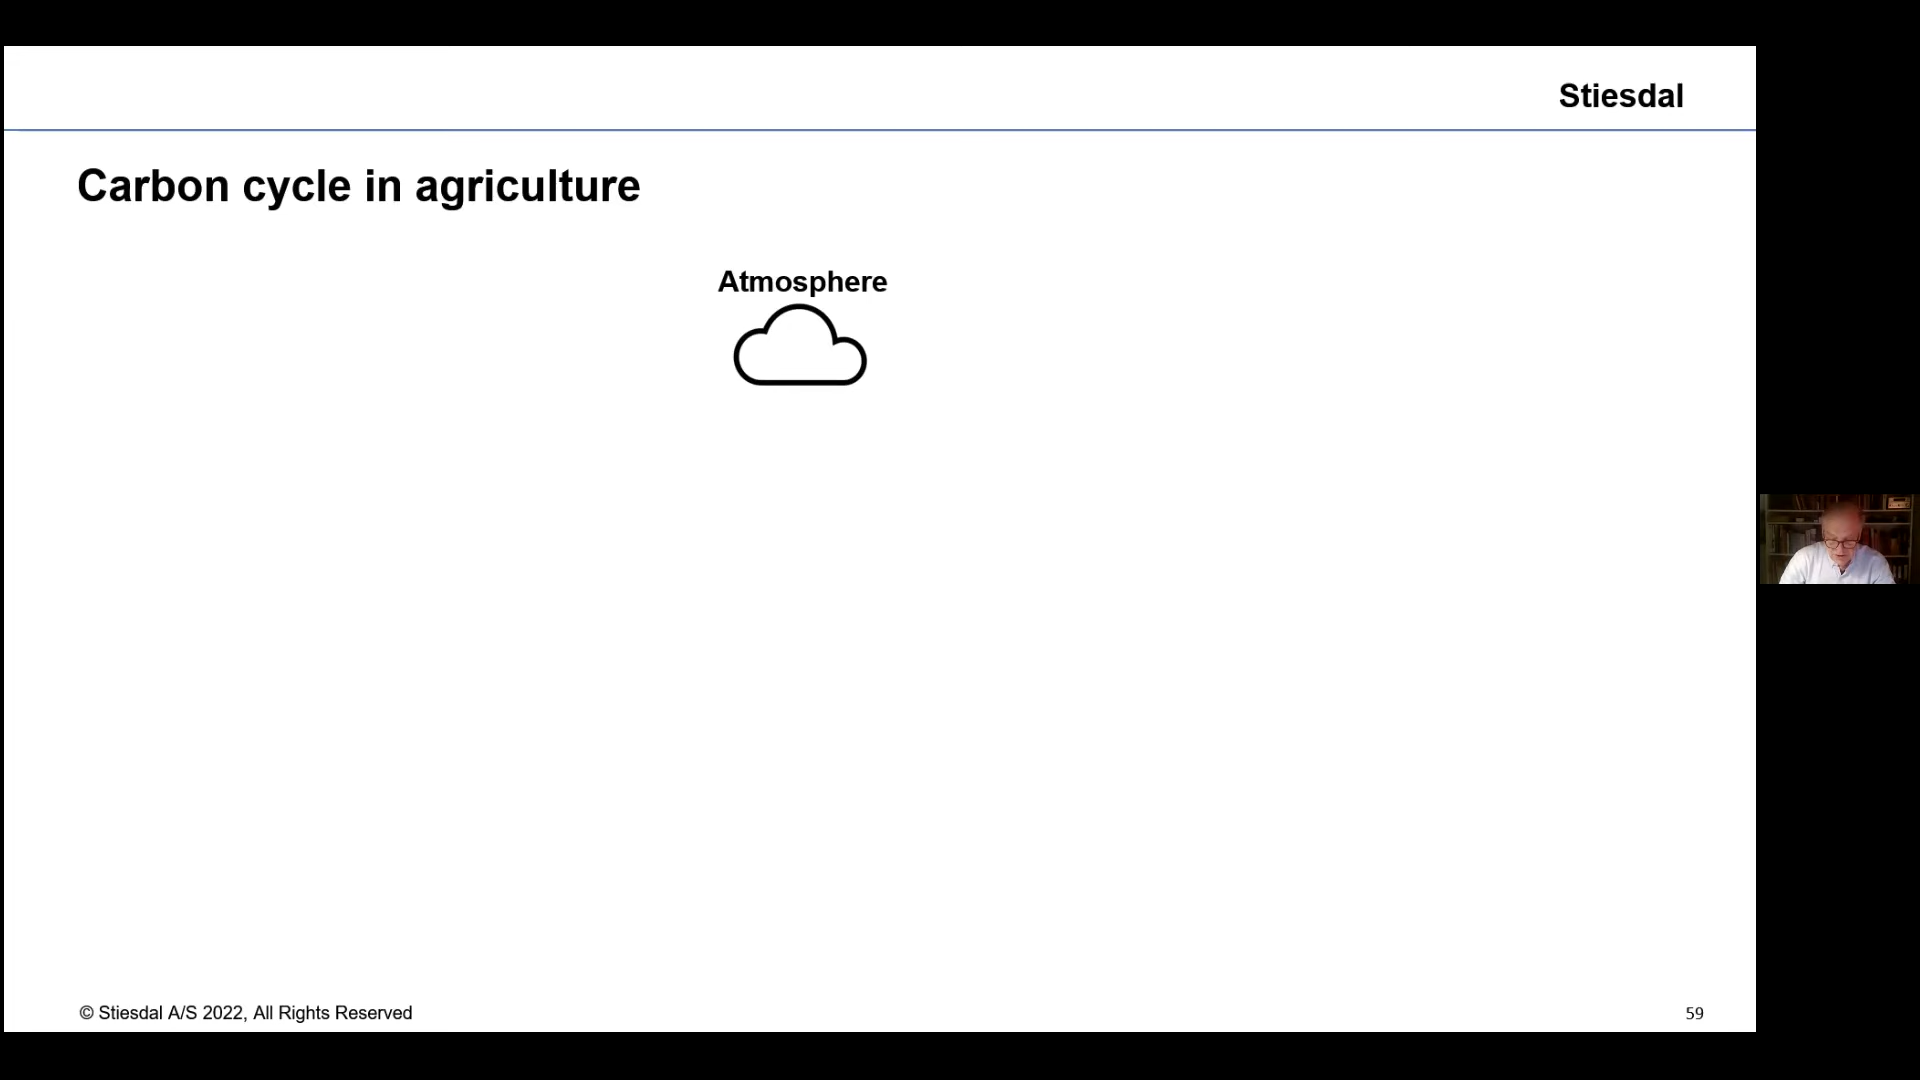 Stiesdal
Carbon cycle in agriculture
Atmosphere
© Stiesdal A/S 2022, All Rights Reserved
59